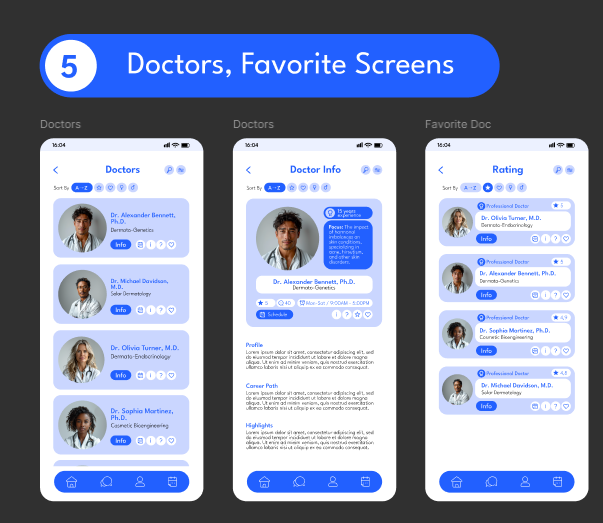 5
Doctors, Favorite Screens
Doctors
16:04
Doctors
Sort By
A→Z
Dr. Alexander Bennett,
Ph.D.
Dermato-Genetics
Info
i
?
Dr. Michael Davidson,
M.D.
Solar Dermatology
Info
i
?
Dr. Olivia Turner, M.D.
Dermato-Endocrinology
Info
i
?
Dr. Sophia Martinez,
Ph.D.
Cosmetic Bioengineering
Info
i
?
Doctors
16:04
Doctor Info
Sort By
A→Z
15 years
experience
Focus: The impact
of hormonal
imbalances on
skin conditions,
specializing in
acne, hirsutism,
and other skin
disorders.
Dr. Alexander Bennett, Ph.D.
Dermato-Genetics
5
40
Mon-Sat / 9:00AM - 5:00PM
Schedule
i
?
Profile
Lorem ipsum dolor sit amet, consectetur adipiscing elit, sed
do eiusmod tempor incididunt ut labore et dolore magna
aliqua. Ut enim ad minim veniam, quis nostrud exercitation
ullamco laboris nisi ut aliquip ex ea commodo consequat.
Career Path
Lorem ipsum dolor sit amet, consectetur adipiscing elit, sed
do eiusmod tempor incididunt ut labore et dolore magna
aliqua. Ut enim ad minim veniam, quis nostrud exercitation
ullamco laboris nisi ut aliquip ex ea commodo consequat.
Highlights
Lorem ipsum dolor sit amet, consectetur adipiscing elit, sed
do eiusmod tempor incididunt ut labore et dolore magna
aliqua. Ut enim ad minim veniam, quis nostrud exercitation
ullamco laboris nisi ut aliquip ex ea commodo consequat.
Favorite Doc
16:04
Rating
Sort By
A→Z
Professional Doctor
5
Dr. Olivia Turner, M.D.
Dermato-Endocrinology
Info
i
?
Professional Doctor
5
Dr. Alexander Bennett, Ph.D.
Dermato-Genetics
Info
i
?
Professional Doctor
4,9
Dr. Sophia Martinez, Ph.D.
Cosmetic Bioengineering
Info
i
?
Professional Doctor
4,8
Dr. Michael Davidson, M.D.
Solar Dermatology
Info
i
?